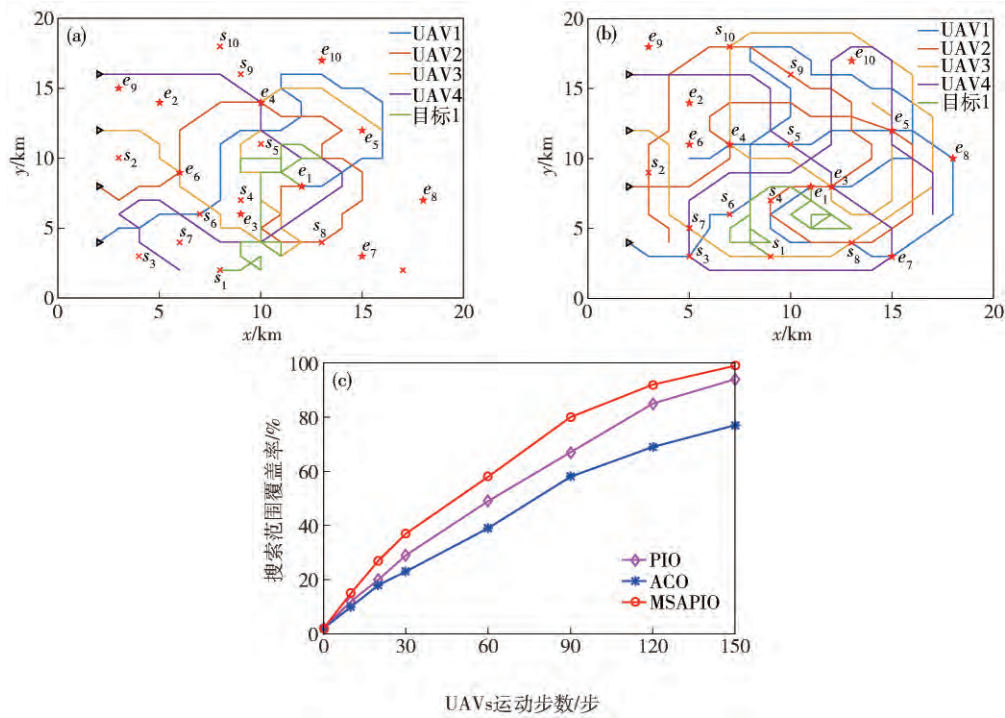 (a)
UAV1
UAV2
UAV3
UAV4
目标1
s10
e10
s9
e9
e2
e4
e5
s5
s2
e6
e1
e8
s4
e3
s6
s7
s8
s3
s1
e7
20
15
10
5
0
y/km
0 5 10 15 20
x/km
(b)
UAV1
UAV2
UAV3
UAV4
目标1
e9
s10
s9
e10
e2
e5
e4
s5
e6
e8
s2
e3
e1
s4
s6
s7
s3
s1
s8
e7
20
15
10
5
0
y/km
0 5 10 15 20
x/km
(c)
100
80
60
40
20
0
搜索范围覆盖率/%
PIO
ACO
MSAPIO
0 30 60 90 120 150
UAVs运动步数/步